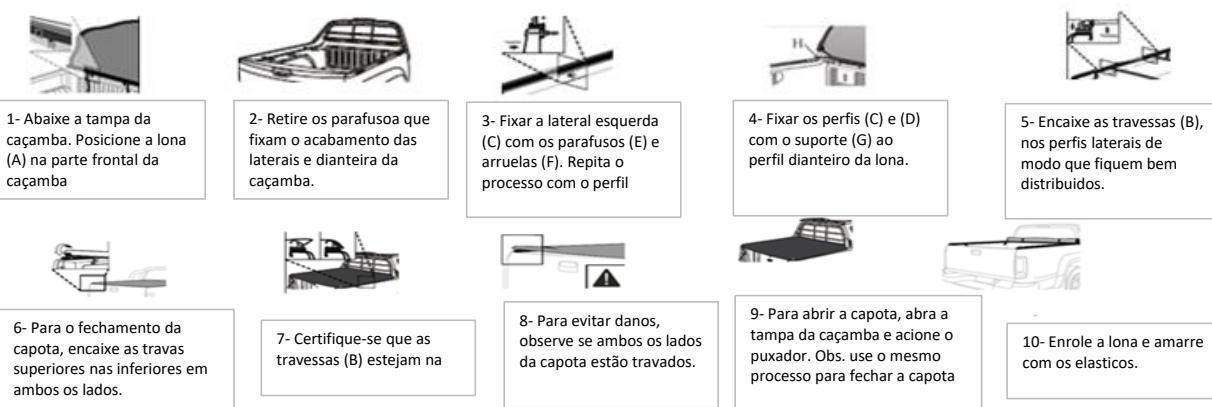 H
1- Abaixe a tampa da
caçamba. Posicione a lona
(A) na parte frontal da
caçamba
2- Retire os parafusoa que
fixam o acabamento das
laterais e dianteira da
caçamba.
3- Fixar a lateral esquerda
(C) com os parafusos (E) e
arruelas (F). Repita o
processo com o perfil
4- Fixar os perfis (C) e (D)
com o suporte (G) ao
perfil dianteiro da lona.
5- Encaixe as travessas (B),
nos perfis laterais de
modo que fiquem bem
distribuidos.
6- Para o fechamento da
capota, encaixe as travas
superiores nas inferiores em
ambos os lados.
7- Certifique-se que as
travessas (B) estejam na
8- Para evitar danos,
observe se ambos os lados
da capota estão travados.
9- Para abrir a capota, abra a
tampa da caçamba e acione o
puxador. Obs. use o mesmo
processo para fechar a capota
10- Enrole a lona e amarre
com os elasticos.